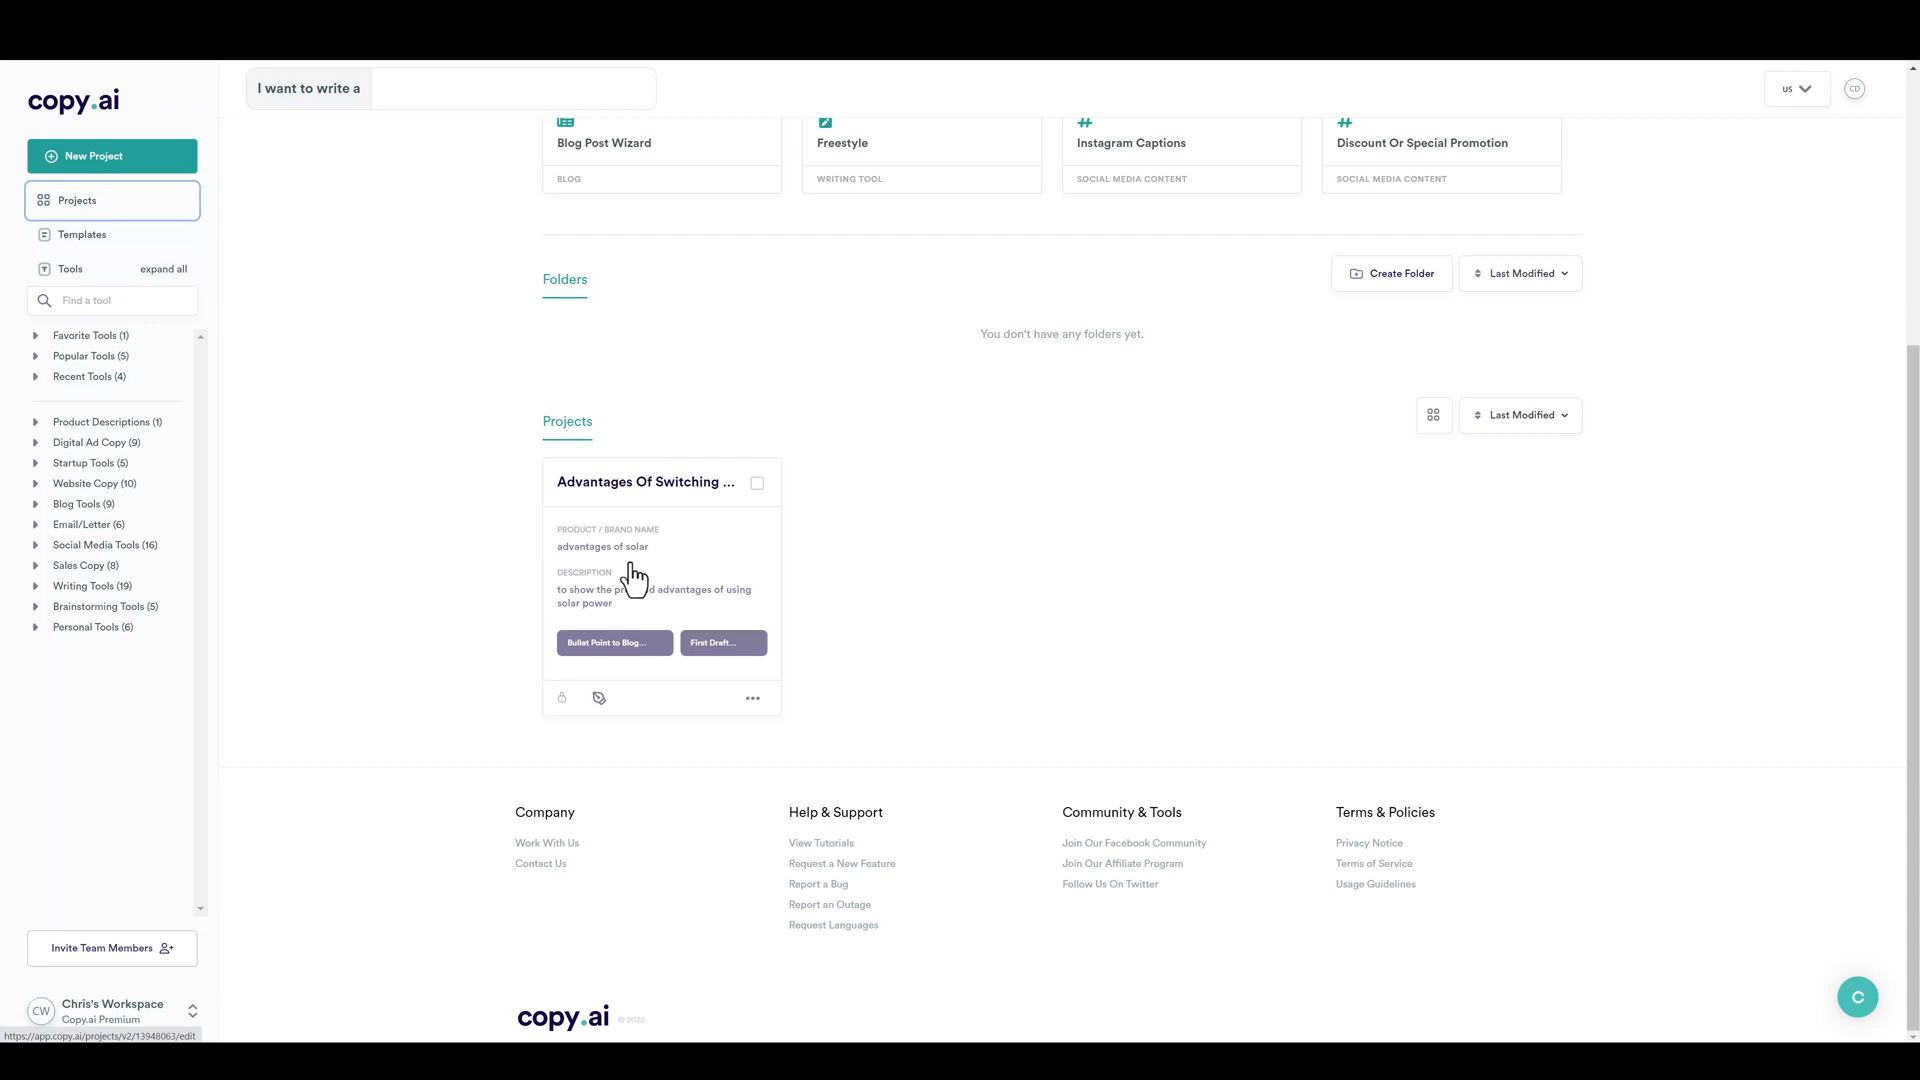 copy.ai
I want to write a
US
CD
New Project
Projects
Templates
Tools
expand all
Find a tool
Favorite Tools (1)
Popular Tools (5)
Recent Tools (4)
Product Descriptions (1)
Digital Ad Copy (9)
Startup Tools (5)
Website Copy (10)
Blog Tools (9)
Email/Letter (6)
Social Media Tools (16)
Sales Copy (8)
Writing Tools (19)
Brainstorming Tools (5)
Personal Tools (6)
Invite Team Members
CW
Chris's Workspace
Copy.ai Premium
https://app.copy.ai/projects/v2/13948063/edit
Blog Post Wizard
BLOG
Freestyle
WRITING TOOL
Instagram Captions
SOCIAL MEDIA CONTENT
Discount Or Special Promotion
SOCIAL MEDIA CONTENT
Folders
Create Folder
Last Modified
You don't have any folders yet.
Projects
Last Modified
Advantages Of Switching ...
PRODUCT / BRAND NAME
advantages of solar
DESCRIPTION
to show the pr d advantages of using
solar power
Bullet Point to Blog...
First Draft...
Company
Work With Us
Contact Us
Help & Support
View Tutorials
Request a New Feature
Report a Bug
Report an Outage
Request Languages
Community & Tools
Join Our Facebook Community
Join Our Affiliate Program
Follow Us On Twitter
Terms & Policies
Privacy Notice
Terms of Service
Usage Guidelines
copy.ai © 2022
C